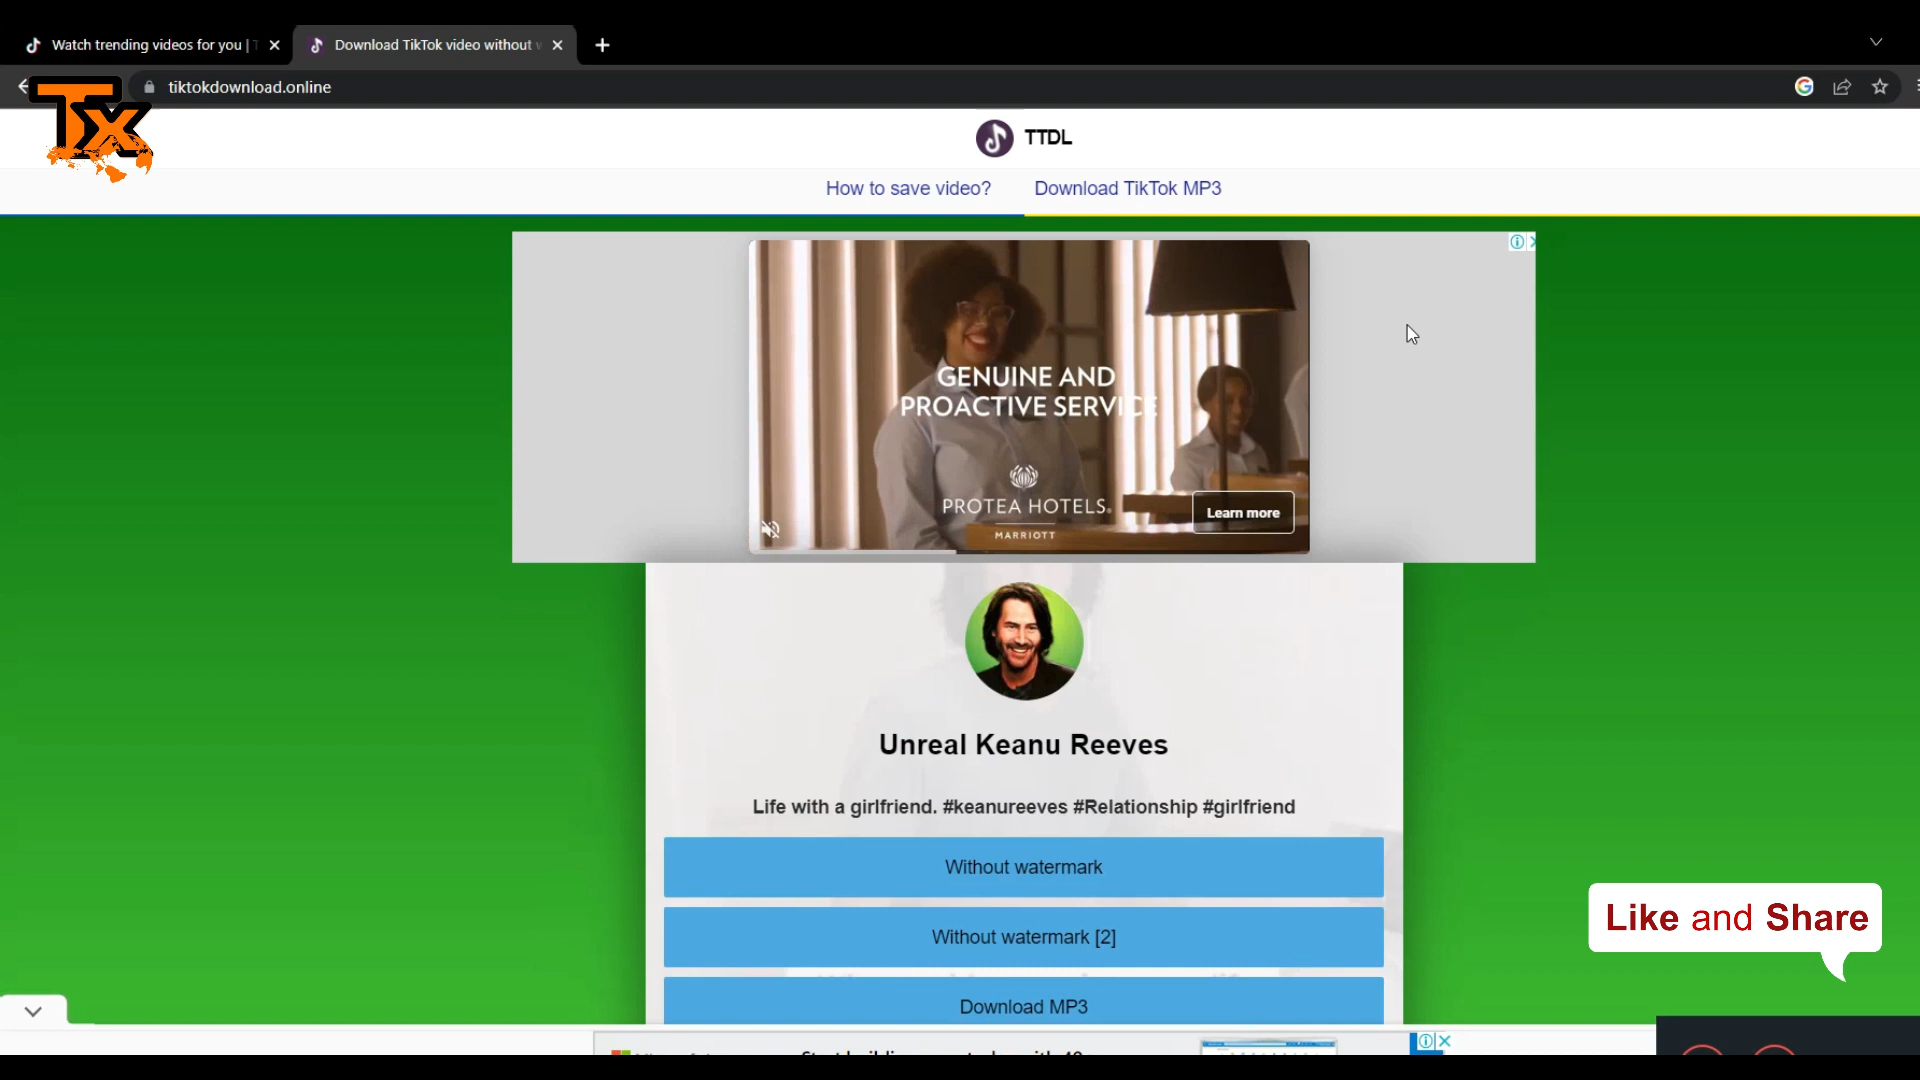 Watch trending videos for you | T
Download TikTok video without w
tiktokdownload.online
Tx
TTDL
How to save video?
Download TikTok MP3
GENUINE AND
PROACTIVE SERVICE
PROTEA HOTELS.
MARRIOTT
Learn more
Unreal Keanu Reeves
Life with a girlfriend. #keanureeves #Relationship #girlfriend
Without watermark
Without watermark [2]
Download MP3
Like and Share